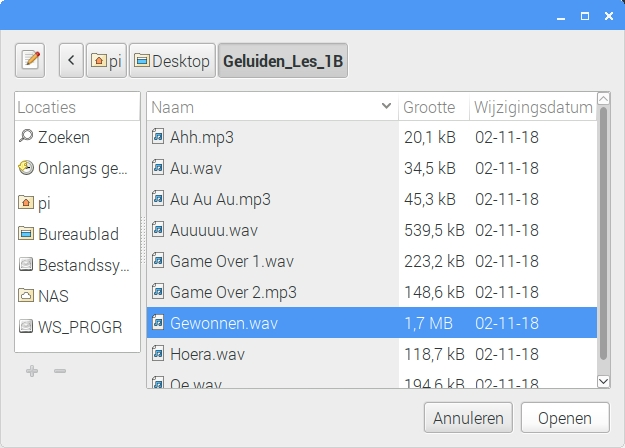 pi Desktop Geluiden_Les_1B
Locaties
Zoeken
Onlangs ge...
pi
Bureaublad
Bestandssy...
NAS
WS_PROGR
Naam Grootte Wijzigingsdatum
Ahh.mp3 20,1 kB 02-11-18
Au.wav 34,5 kB 02-11-18
Au Au Au.mp3 45,3 kB 02-11-18
Auuuuu.wav 539,5 kB 02-11-18
Game Over 1.wav 223,2 kB 02-11-18
Game Over 2.mp3 148,6 kB 02-11-18
Gewonnen.wav 1,7 MB 02-11-18
Hoera.wav 118,7 kB 02-11-18
Oe.wav 194,6 kB 02-11-18
Annuleren Openen